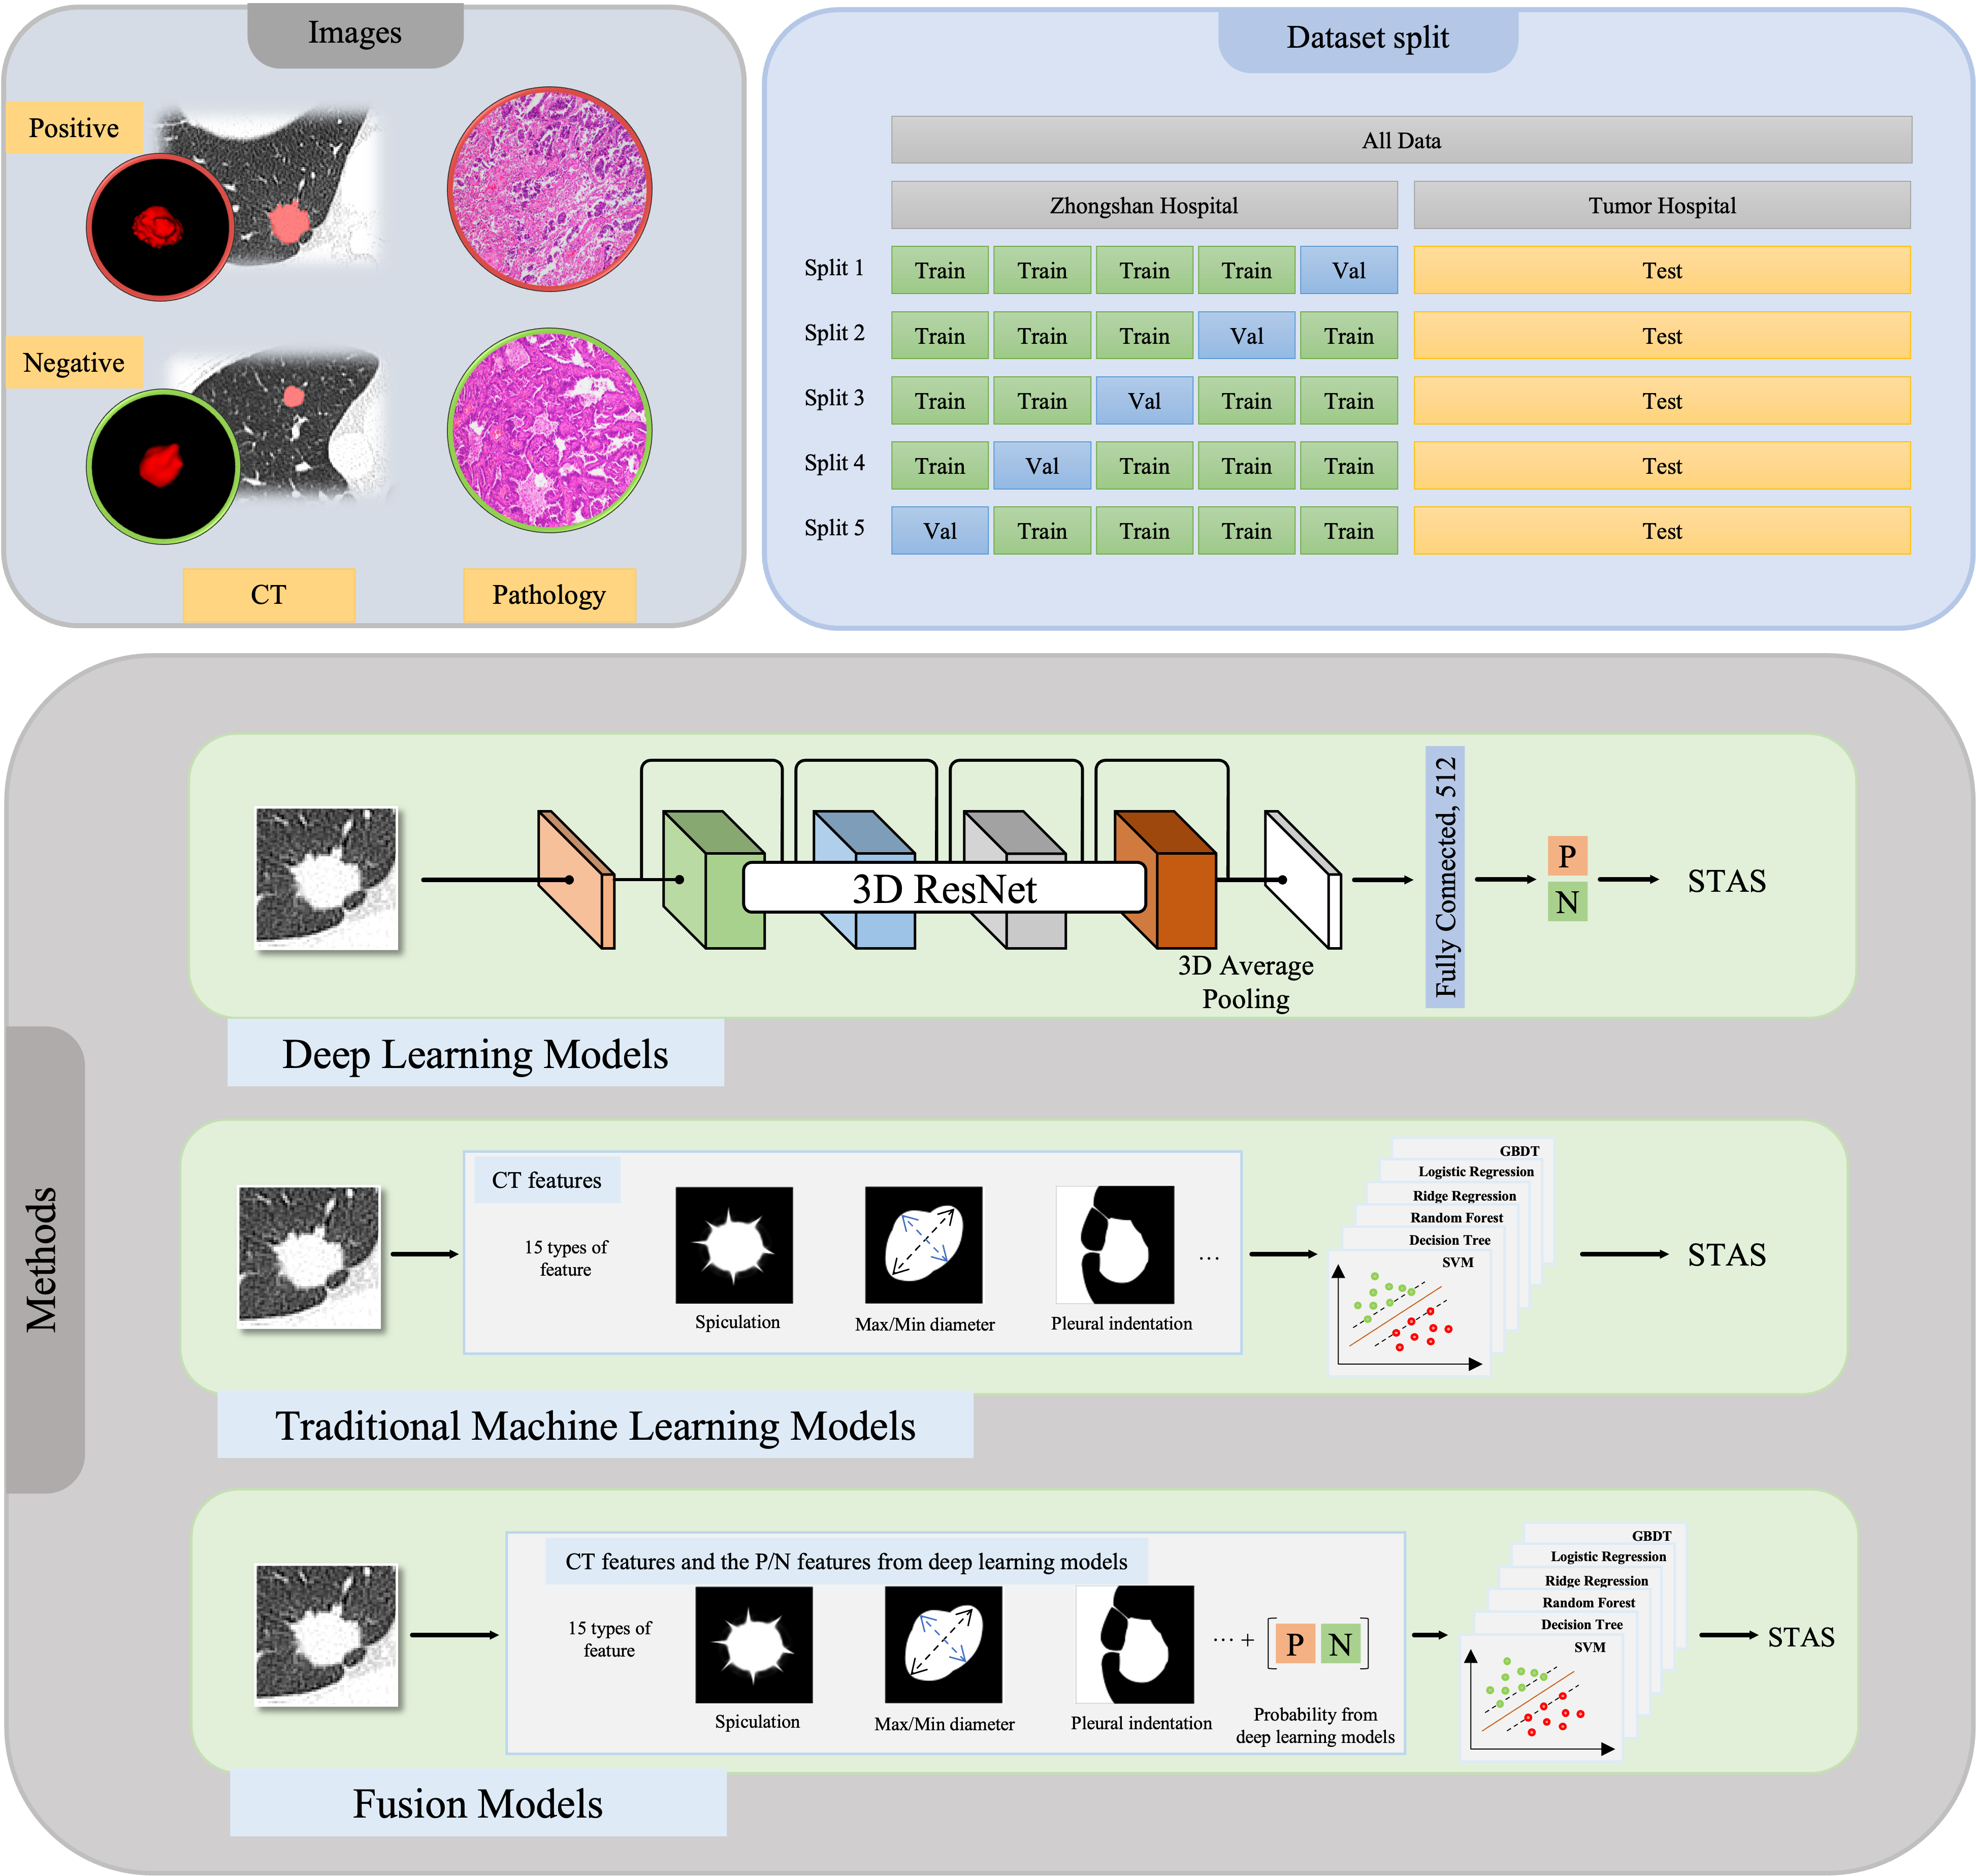 Images
Positive
Negative
CT
Pathology
Dataset split
All Data
Zhongshan Hospital
Tumor Hospital
Split 1
Train
Train
Train
Train
Val
Test
Split 2
Train
Train
Train
Val
Train
Test
Split 3
Train
Train
Val
Train
Train
Test
Split 4
Train
Val
Train
Train
Train
Test
Split 5
Val
Train
Train
Train
Train
Test
Methods
3D ResNet
3D Average
Pooling
Fully Connected, 512
P
N
STAS
Deep Learning Models
CT features
15 types of
feature
Spiculation
Max/Min diameter
Pleural indentation
...
GBDT
Logistic Regression
Ridge Regression
Random Forest
Decision Tree
SVM
STAS
Traditional Machine Learning Models
CT features and the P/N features from deep learning models
15 types of
feature
Spiculation
Max/Min diameter
Pleural indentation
... + [P N]
Probability from
deep learning models
GBDT
Logistic Regression
Ridge Regression
Random Forest
Decision Tree
SVM
STAS
Fusion Models